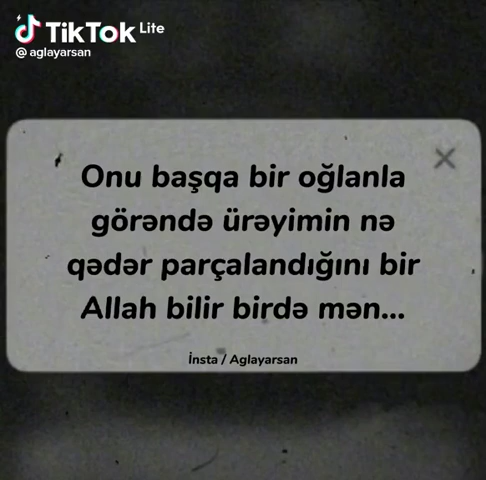 TikTok Lite
@aglayarsan
Onu başqa bir oğlanla
görəndə ürəyimin nə
qədər parçalandığını bir
Allah bilir birdə mən...
İnsta / Aglayarsan